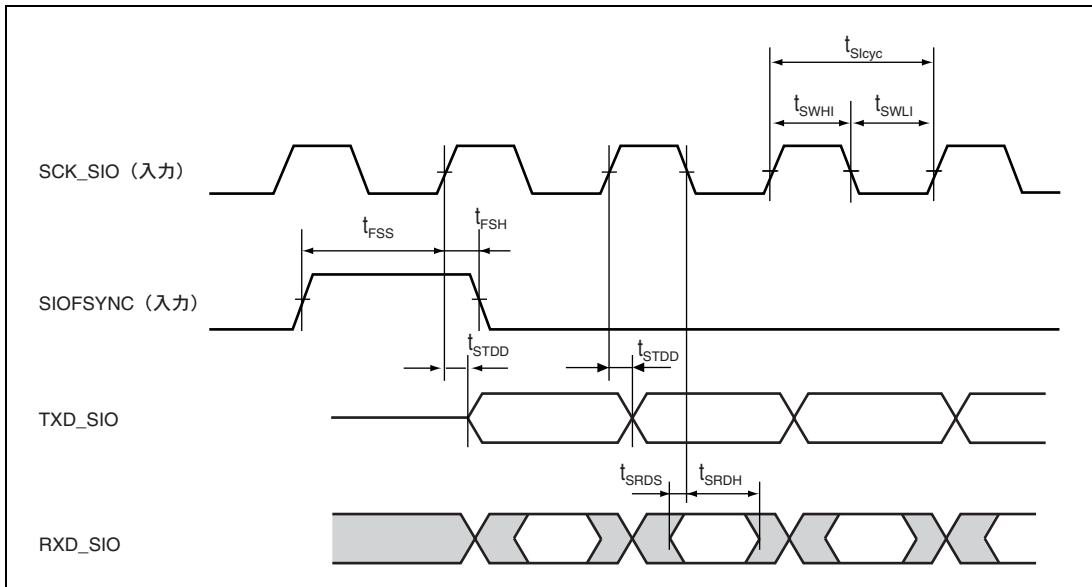 tSIcyc
tSWHI tSWLI
SCK_SIO（入力）
tFSS tFSH
SIOFSYNC（入力）
tSTDD tSTDD
TXD_SIO
tSRDS tSRDH
RXD_SIO